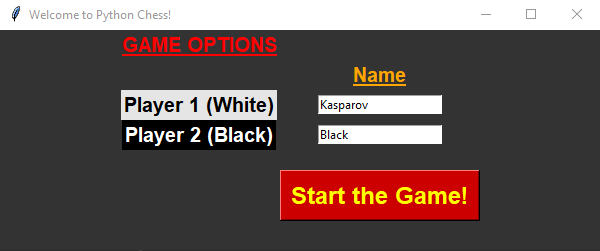 Welcome to Python Chess!
GAME OPTIONS
Name
Player 1 (White) Kasparov
Player 2 (Black) Black
Start the Game!